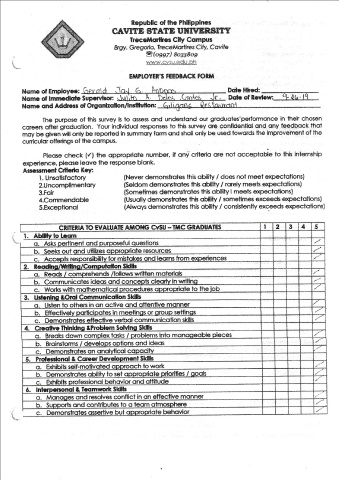 Republic of the Philippines
CAVITE STATE UNIVERSITY
TreceMartires City Campus
Brgy. Gregorio, TreceMartires City, Cavite
www.cvsu.edu.ph
EMPLOYER'S FEEDBACK FORM
Name of Employee: Gerald Jay G. Date Hired:
Name of Immediate Supervisor: Date of Review: 9-26-19
Name and Address of Organization/Institution: Restaurant
The purpose of this survey is to assess and understand our graduates'performance in their chosen
careers after graduation. Your individual responses to this survey are confidential and any feedback that
may be given will only be reported in summary form and shall only be used towards the improvement of the
curricular offerings of the campus.
Please check (✓) the appropriate number, if any criteria are not acceptable to this internship
experience, please leave the response blank.
Assessment Criteria Key:
1. Unsatisfactory (Never demonstrates this ability / does not meet expectations)
2.Uncomplimentary (Seldom demonstrates this ability / rarely meets expectations)
3.Fair (Sometimes demonstrates this ability / meets expectations)
4.Commendable (Usually demonstrates this ability / sometimes exceeds expectations)
5.Exceptional (Always demonstrates this ability / consistently exceeds expectations)
CRITERIA TO EVALUATE AMONG CvSU – TMC GRADUATES 1 2 3 4 5
1. Ability to Learn
a. Asks pertinent and purposeful questions ✓
b. Seeks out and utilizes appropriate resources ✓
c. Accepts responsibility for mistakes and learns from experiences ✓
2. Reading/Writing/Computation Skills
a. Reads / comprehends /follows written materials ✓
b. Communicates ideas and concepts clearly in writing ✓
c. Works with mathematical procedures appropriate to the job ✓
3. Listening &Oral Communication Skills
a. Listen to others in an active and attentive manner ✓
b. Effectively participates in meetings or group settings ✓
c. Demonstrates effective verbal communication skills ✓
4. Creative Thinking &Problem Solving Skills
a. Breaks down complex tasks / problems into manageable pieces ✓
b. Brainstorms / develops options and ideas ✓
c. Demonstrates an analytical capacity ✓
5. Professional & Career Development Skills
a. Exhibits self-motivated approach to work ✓
b. Demonstrates ability to set appropriate priorities / goals ✓
c. Exhibits professional behavior and attitude ✓
6. Interpersonal & Teamwork Skills
a. Manages and resolves conflict in an effective manner ✓
b. Supports and contributes to a team atmosphere ✓
c. Demonstrates assertive but appropriate behavior ✓